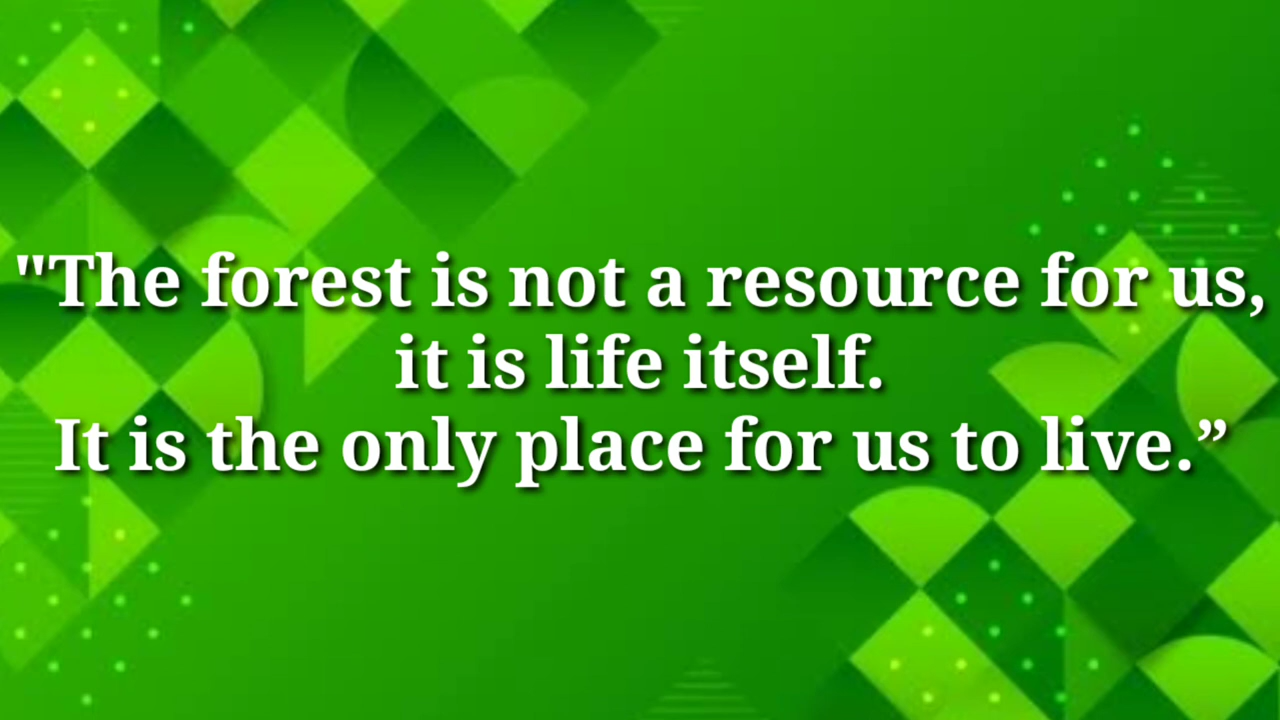 "The forest is not a resource for us,
it is life itself.
It is the only place for us to live.”